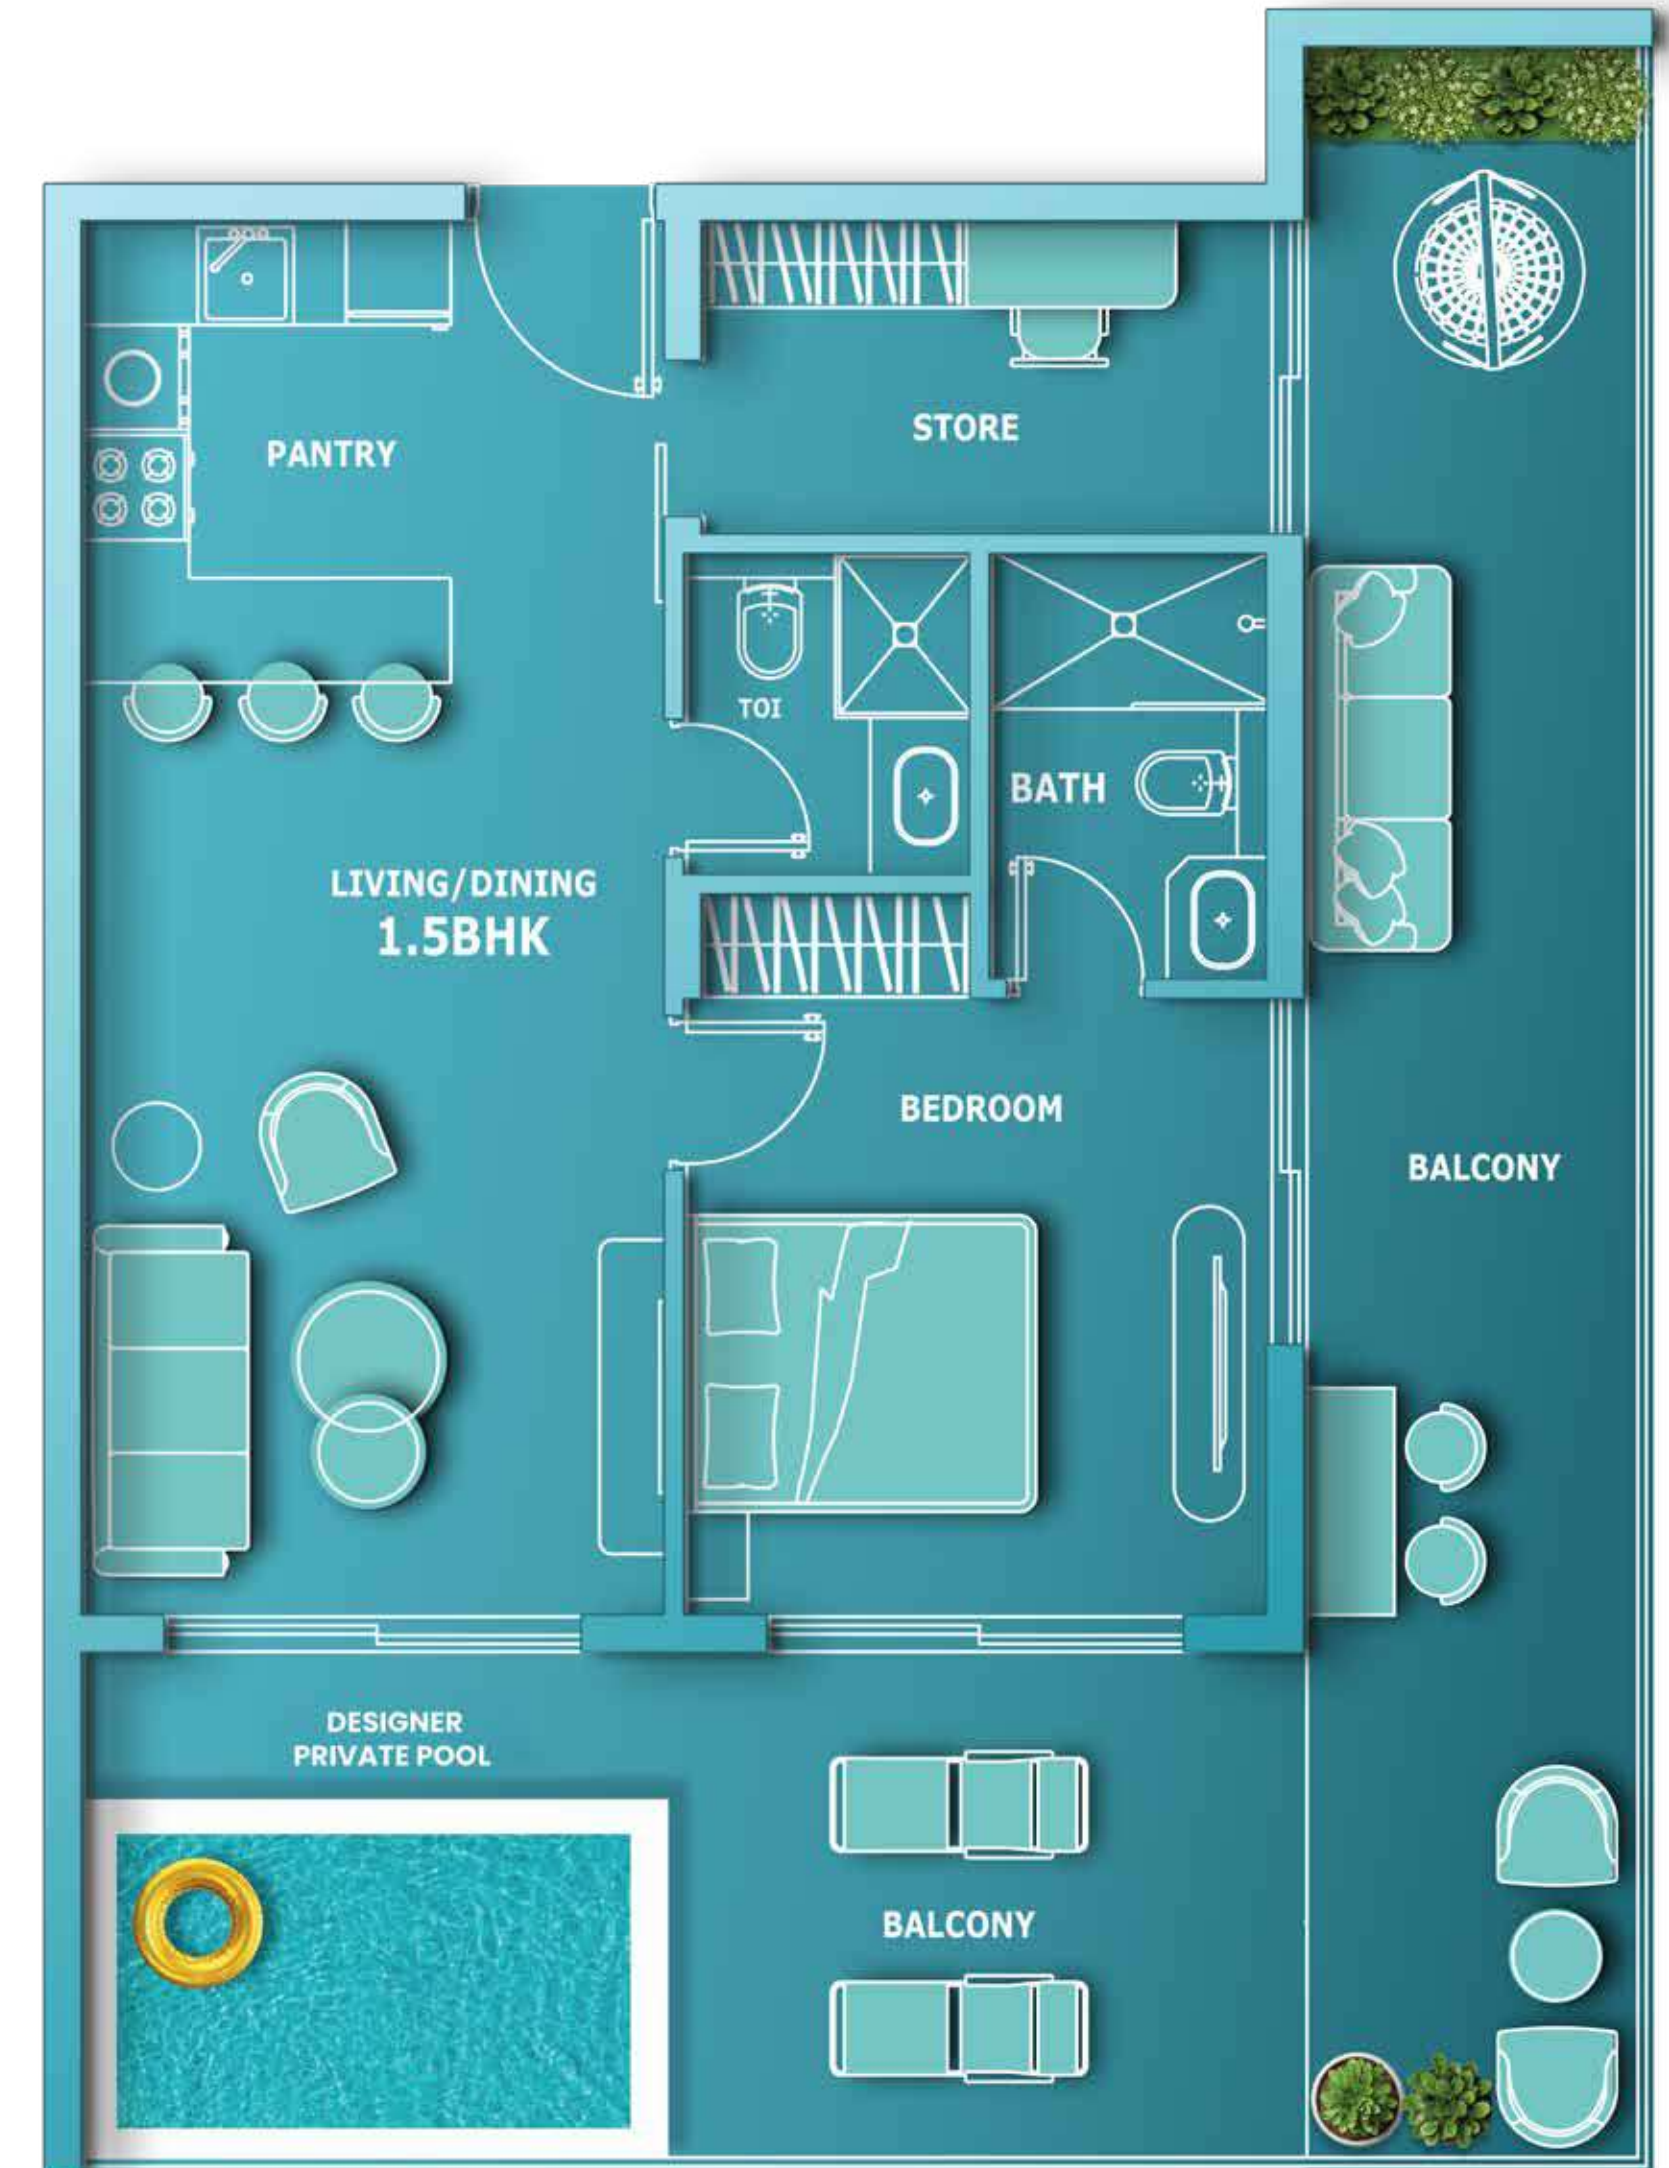 STORE
PANTRY
TOI
BATH
LIVING/DINING
1.5BHK
BEDROOM
BALCONY
DESIGNER
PRIVATE POOL
BALCONY